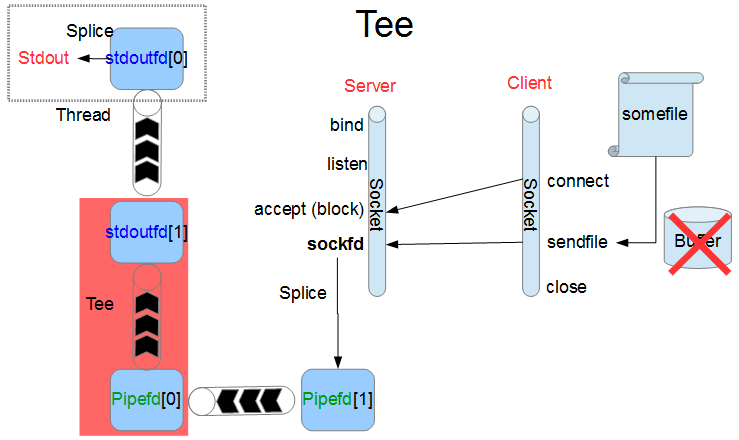 Tee
Splice
Stdout
stdoutfd[0]
Thread
stdoutfd[1]
Tee
Pipefd[0]
Pipefd[1]
Server
bind
listen
accept (block)
sockfd
Splice
Socket
Client
Socket
connect
sendfile
close
somefile
Buffer